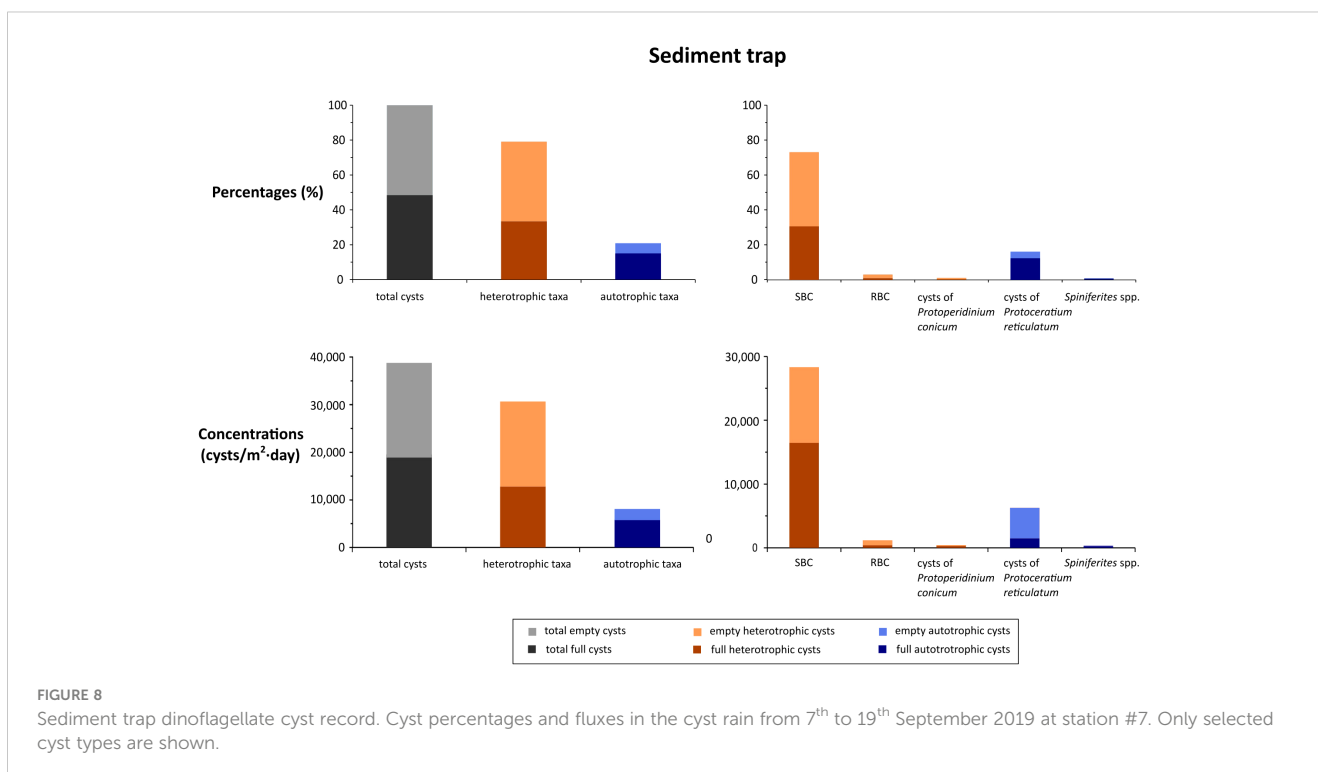 Sediment trap
Percentages (%)
100
80
60
40
20
0
total cysts
heterotrophic taxa
autotrophic taxa
100
80
60
40
20
0
SBC
RBC
cysts of
Protoperidinium
conicum
cysts of
Protoceratium
reticulatum
Spiniferites spp.
Concentrations
(cysts/m²·day)
40,000
30,000
20,000
10,000
0
total cysts
heterotrophic taxa
autotrophic taxa
0
30,000
20,000
10,000
0
SBC
RBC
cysts of
Protoperidinium
conicum
cysts of
Protoceratium
reticulatum
Spiniferites spp.
total empty cysts
empty heterotrophic cysts
empty autotrophic cysts
total full cysts
full heterotrophic cysts
full autotrotrophic cysts
FIGURE 8
Sediment trap dinoflagellate cyst record. Cyst percentages and fluxes in the cyst rain from 7th to 19th September 2019 at station #7. Only selected
cyst types are shown.